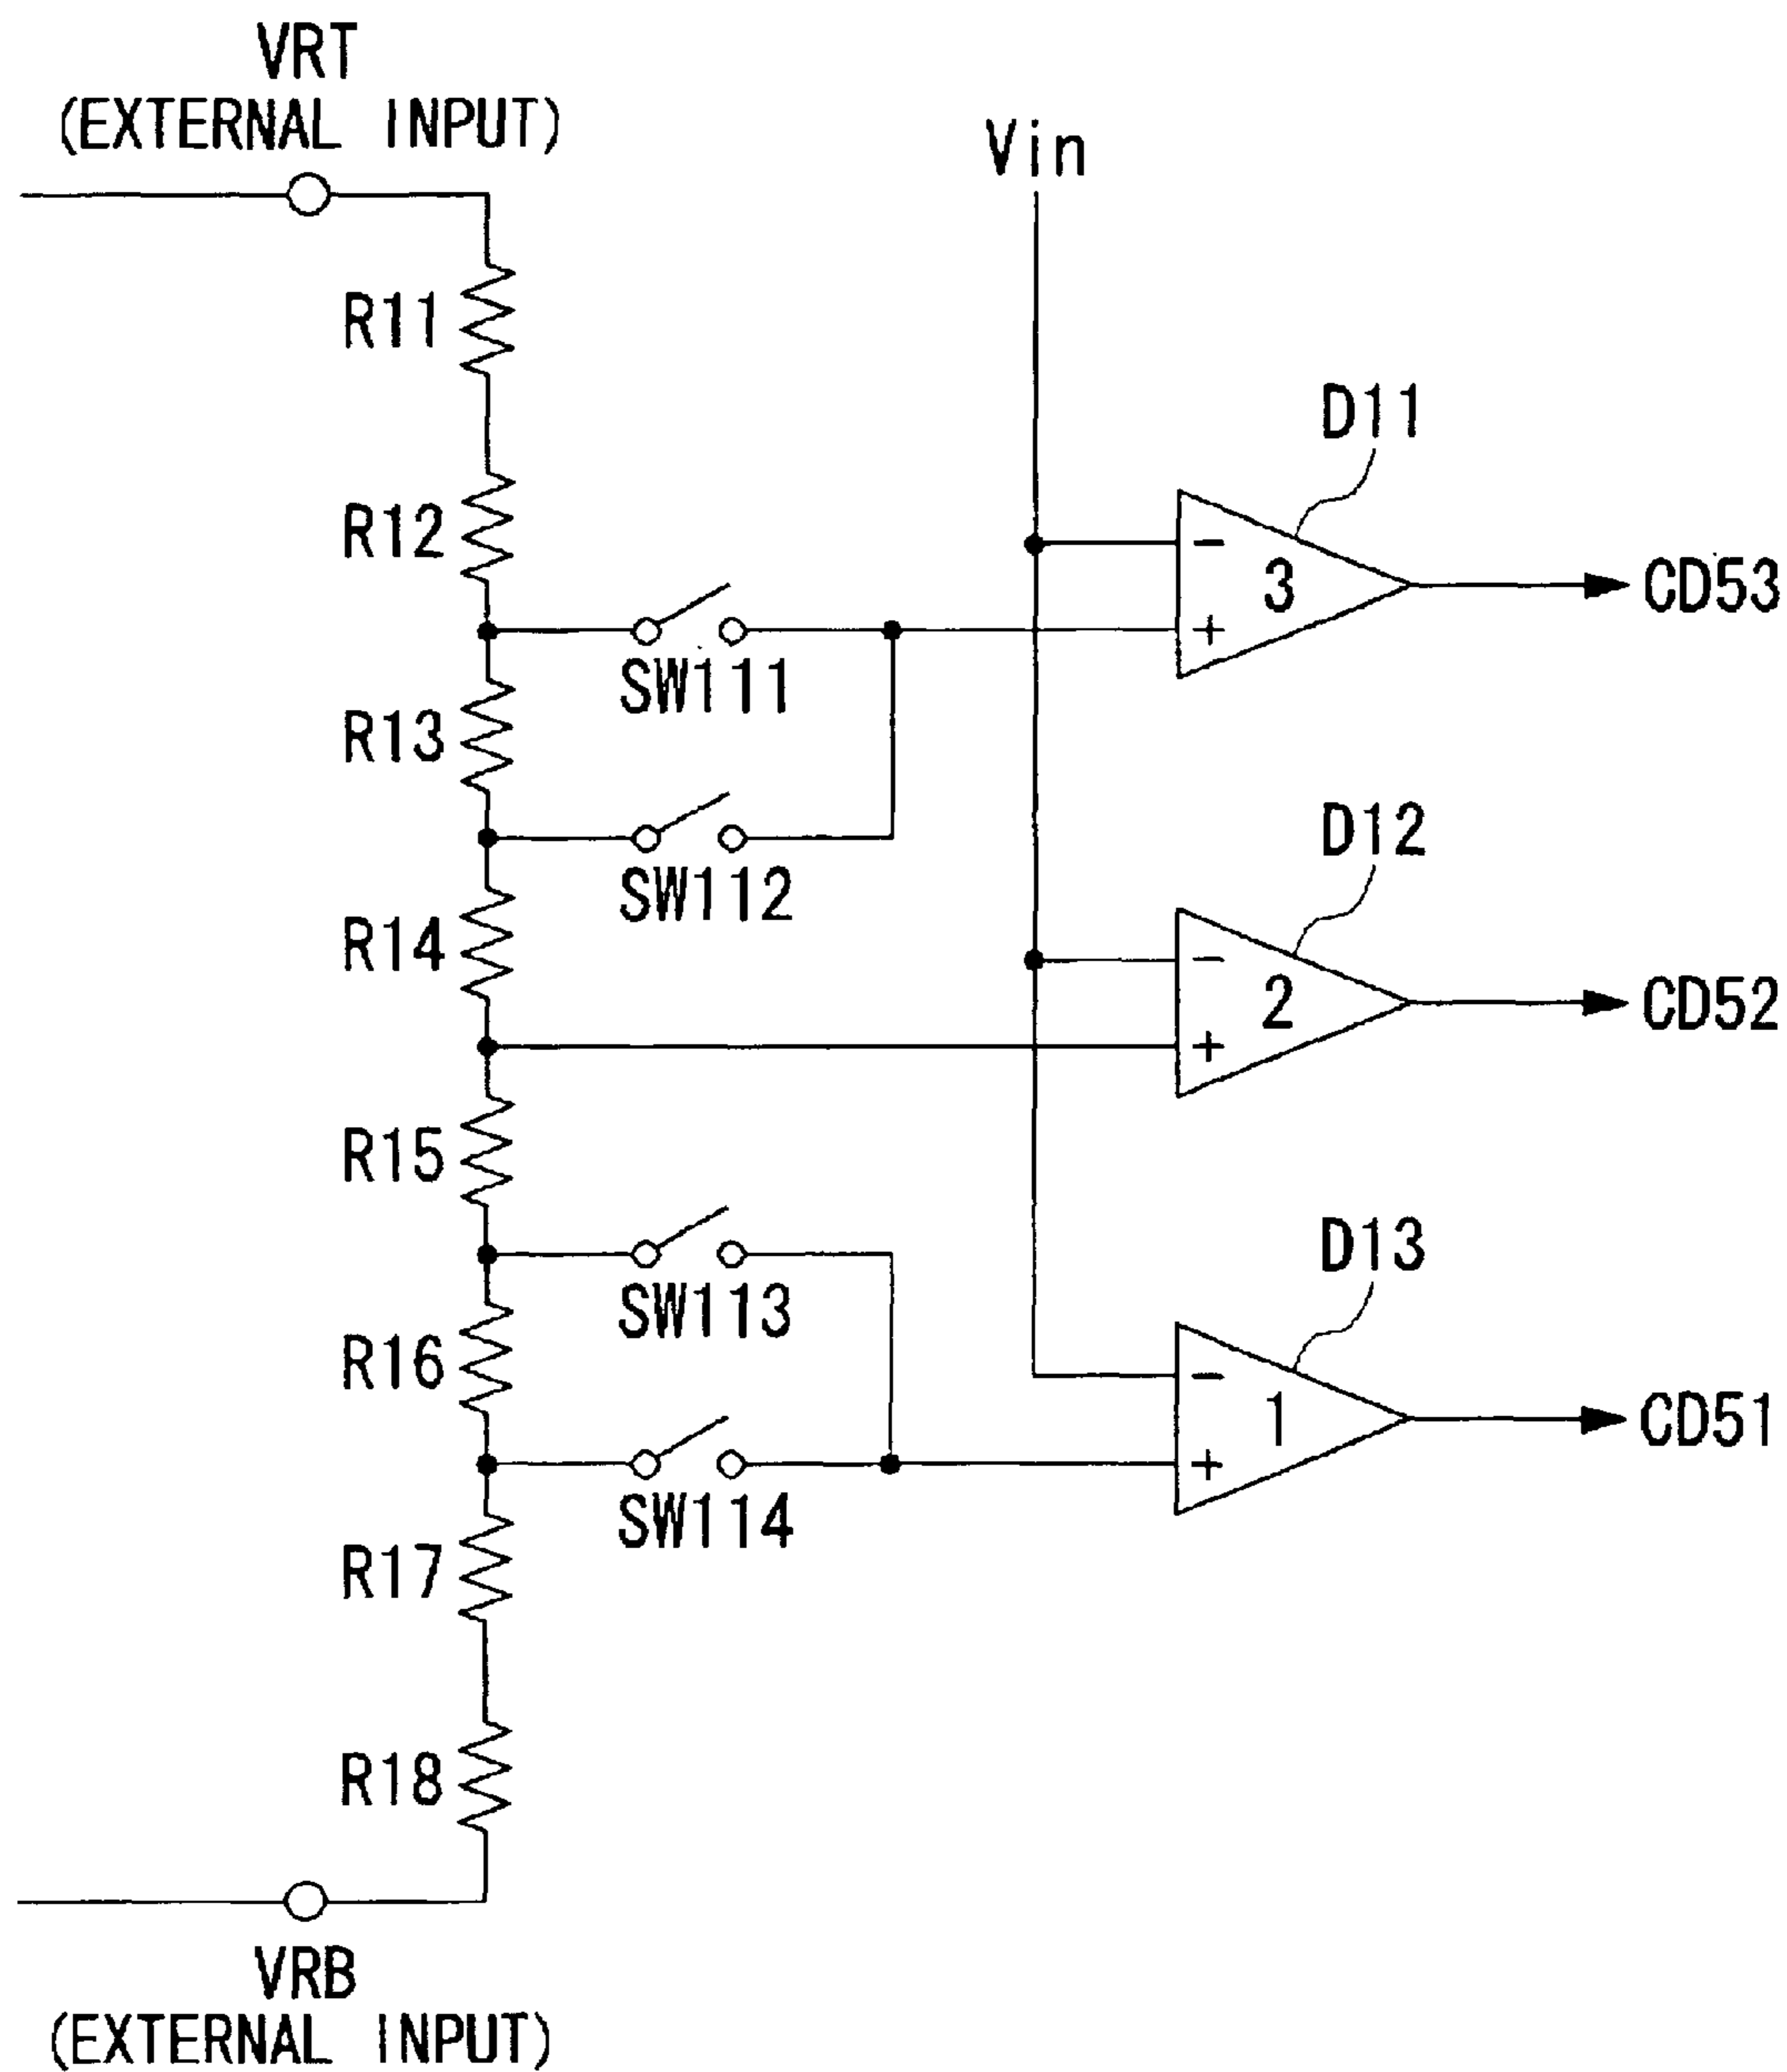 VRT
(EXTERNAL INPUT)
Vin
R11
D11
R12
−
3
CD53
+
SW111
R13
D12
SW112
R14
−
2
CD52
+
R15
D13
SW113
R16
−
1
CD51
+
SW114
R17
R18
VRB
(EXTERNAL INPUT)